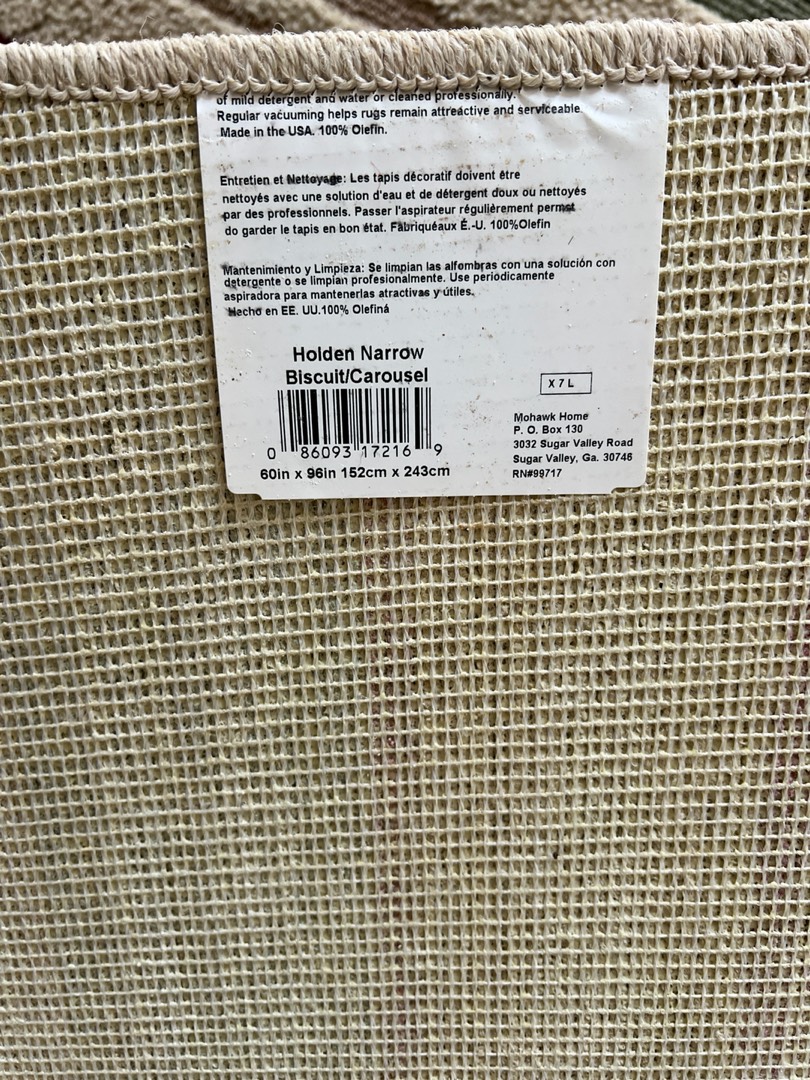 of mild detergent and water or cleaned professionally.
Regular vacuuming helps rugs remain attreactive and serviceable.
Made in the USA. 100% Olefin.
Entretien et Nettoyage: Les tapis décoratif doivent être
nettoyés avec une solution d'eau et de détergent doux ou nettoyés
par des professionnels. Passer l'aspirateur régulièrement permet
do garder le tapis en bon état. Fabriquéaux É.-U. 100%Olefin
Mantenimiento y Limpieza: Se limpian las alfombras con una solución con
detergente o se limpian profesionalmente. Use periódicamente
aspiradora para mantenerlas atractivas y útiles.
Hecho en EE. UU.100% Olefiná
Holden Narrow
Biscuit/Carousel
0 86093 17216 9
60in x 96in 152cm x 243cm
X 7 L
Mohawk Home
P. O. Box 130
3032 Sugar Valley Road
Sugar Valley, Ga. 30746
RN#99717